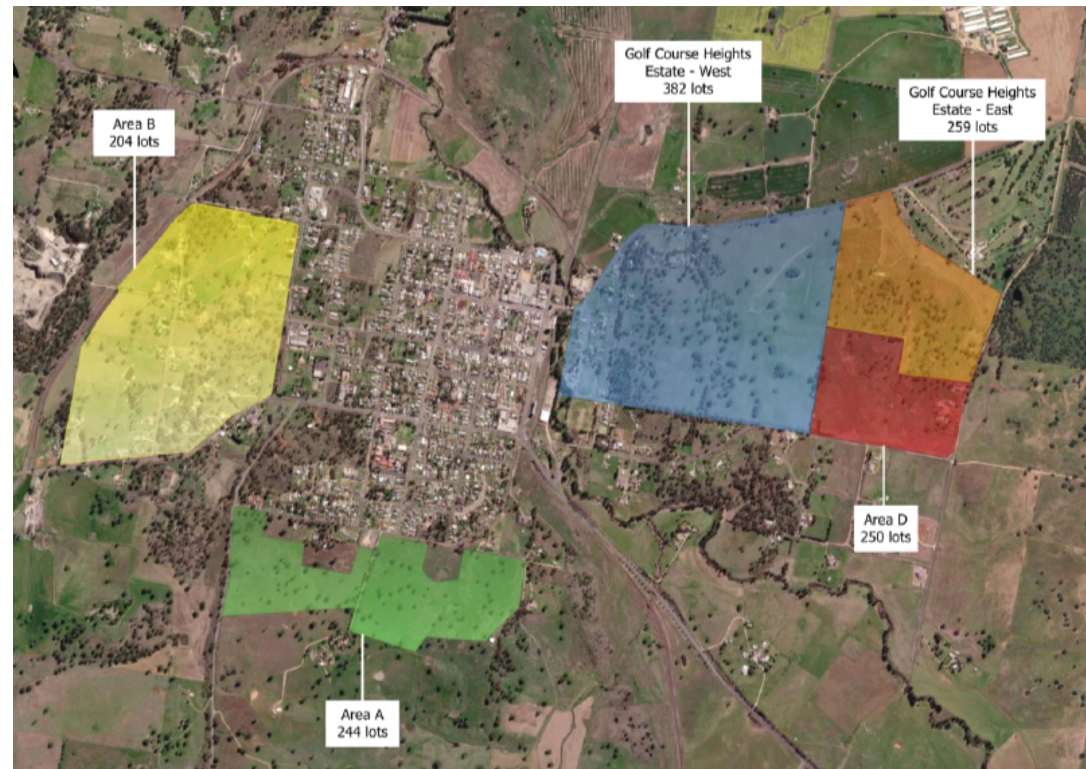 Golf Course Heights
Estate - West
382 lots
Golf Course Heights
Estate - East
259 lots
Area B
204 lots
Area D
250 lots
Area A
244 lots